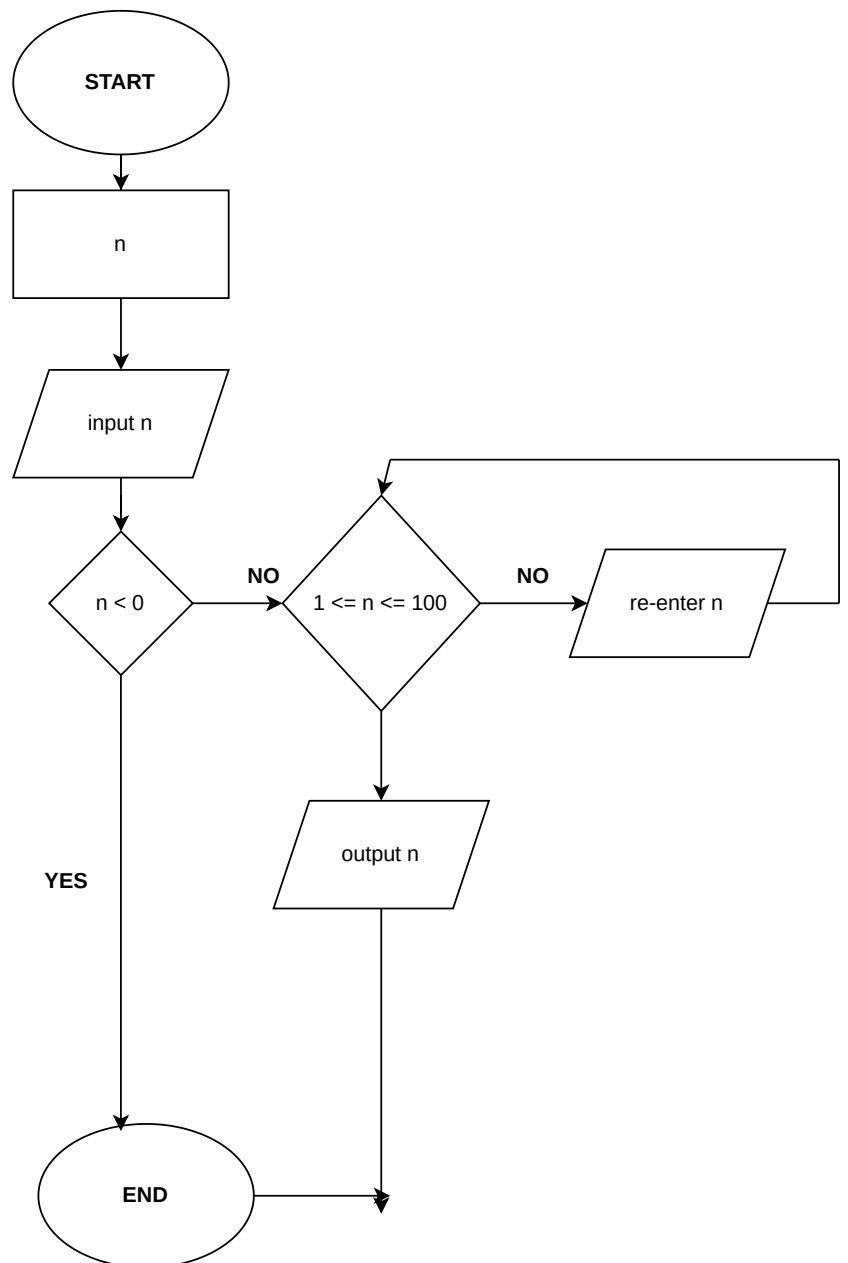 START
n
input n
n < 0
NO
1 <= n <= 100
NO
re-enter n
output n
YES
END